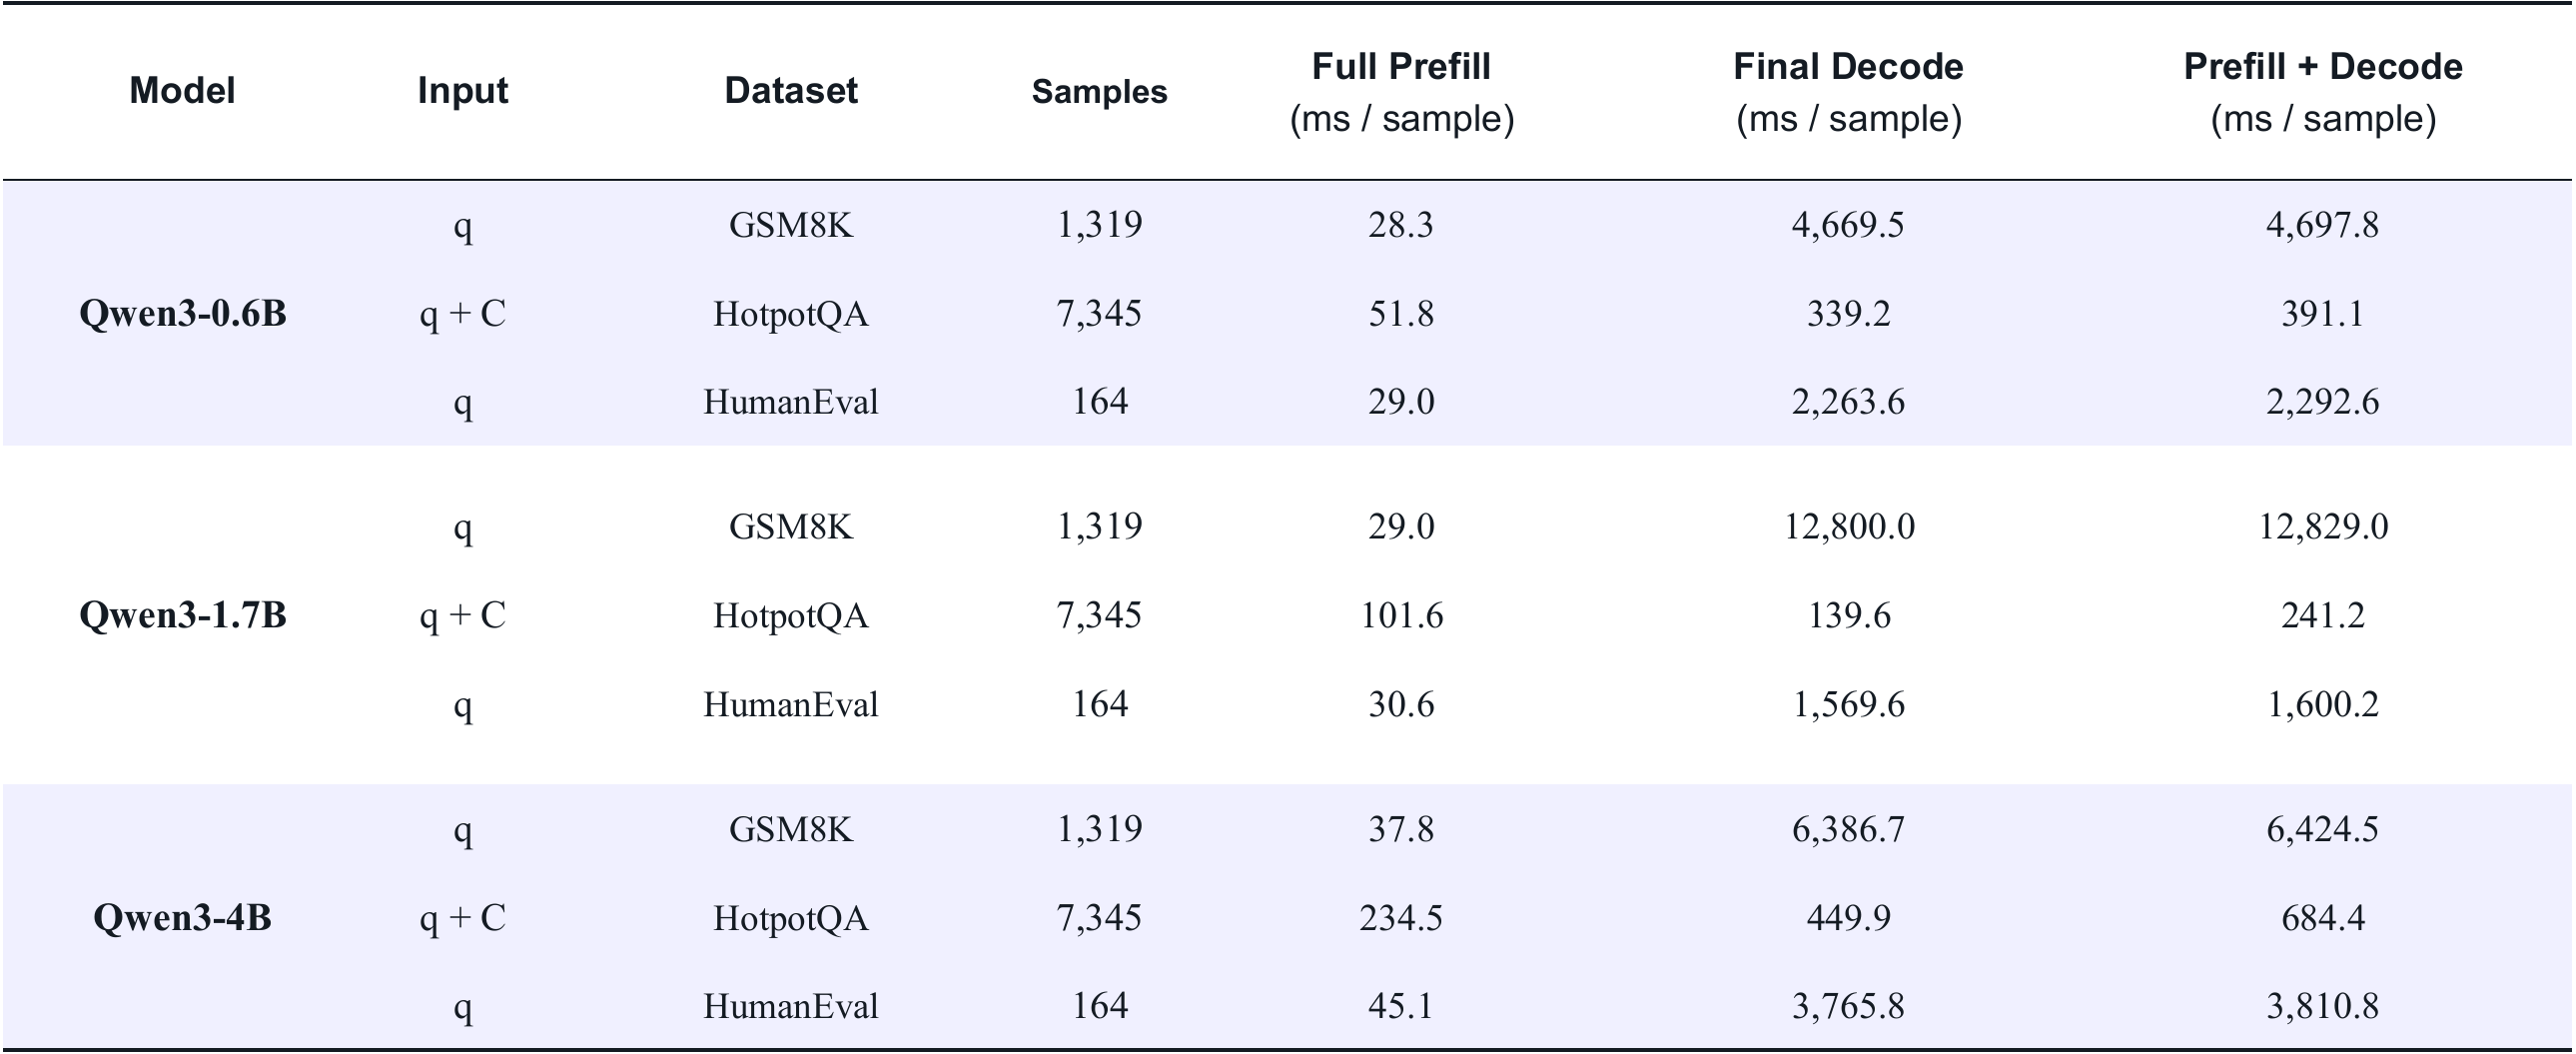 Model Input Dataset Samples Full Prefill (ms / sample) Final Decode (ms / sample) Prefill + Decode (ms / sample)
q GSM8K 1,319 28.3 4,669.5 4,697.8
Qwen3-0.6B q + C HotpotQA 7,345 51.8 339.2 391.1
q HumanEval 164 29.0 2,263.6 2,292.6
q GSM8K 1,319 29.0 12,800.0 12,829.0
Qwen3-1.7B q + C HotpotQA 7,345 101.6 139.6 241.2
q HumanEval 164 30.6 1,569.6 1,600.2
q GSM8K 1,319 37.8 6,386.7 6,424.5
Qwen3-4B q + C HotpotQA 7,345 234.5 449.9 684.4
q HumanEval 164 45.1 3,765.8 3,810.8